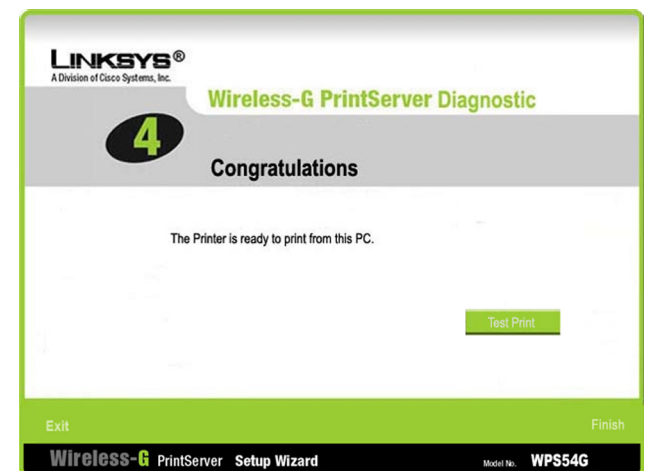 LINKSYS®
A Division of Cisco Systems, Inc.
Wireless-G PrintServer Diagnostic
4
Congratulations
The Printer is ready to print from this PC.
Test Print
Exit
Finish
Wireless-G PrintServer Setup Wizard
Model No. WPS54G